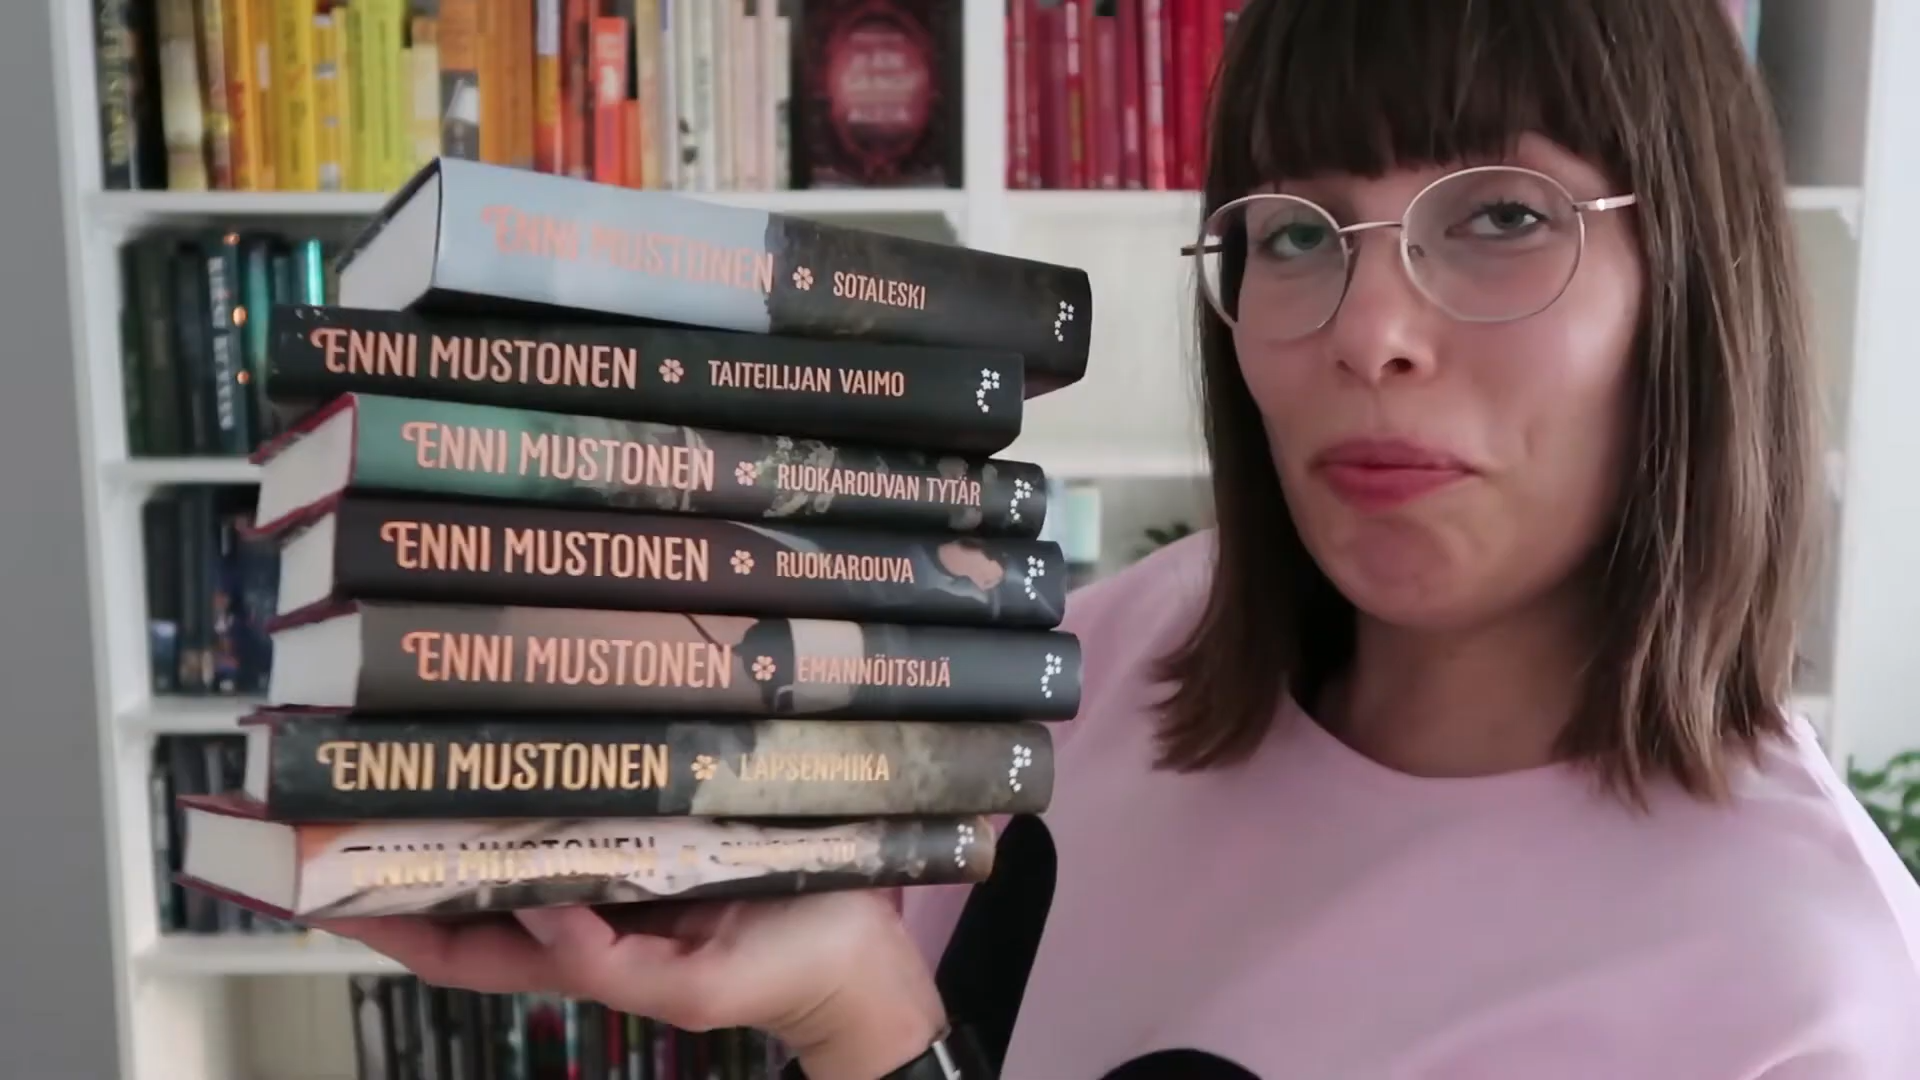 ENNI MUSTONEN SOTALESKI
ENNI MUSTONEN TAITEILIJAN VAIMO
ENNI MUSTONEN RUOKAROUVAN TYTÄR
ENNI MUSTONEN RUOKAROUVA
ENNI MUSTONEN EMÄNNÖITSIJÄ
ENNI MUSTONEN LAPSENPIIKA
ENNI MUSTONEN